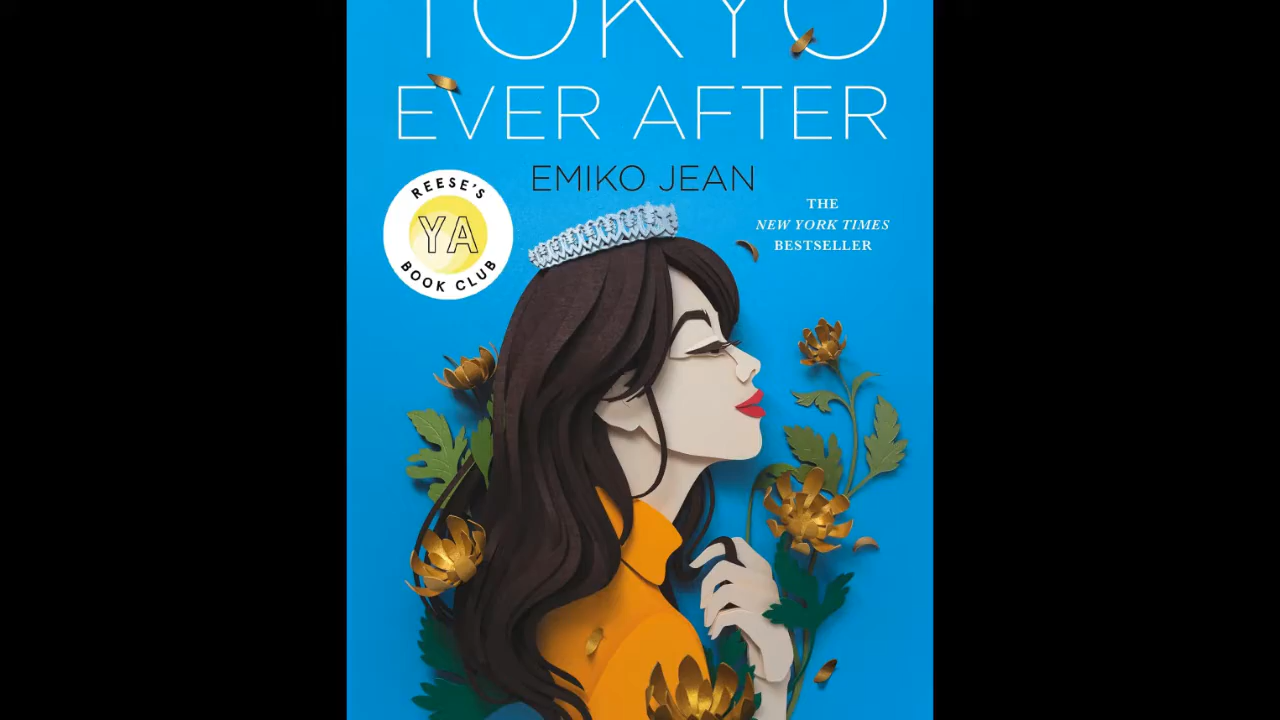 TOKYO
EVER AFTER
EMIKO JEAN
REESE'S
YA
BOOK CLUB
THE
NEW YORK TIMES
BESTSELLER